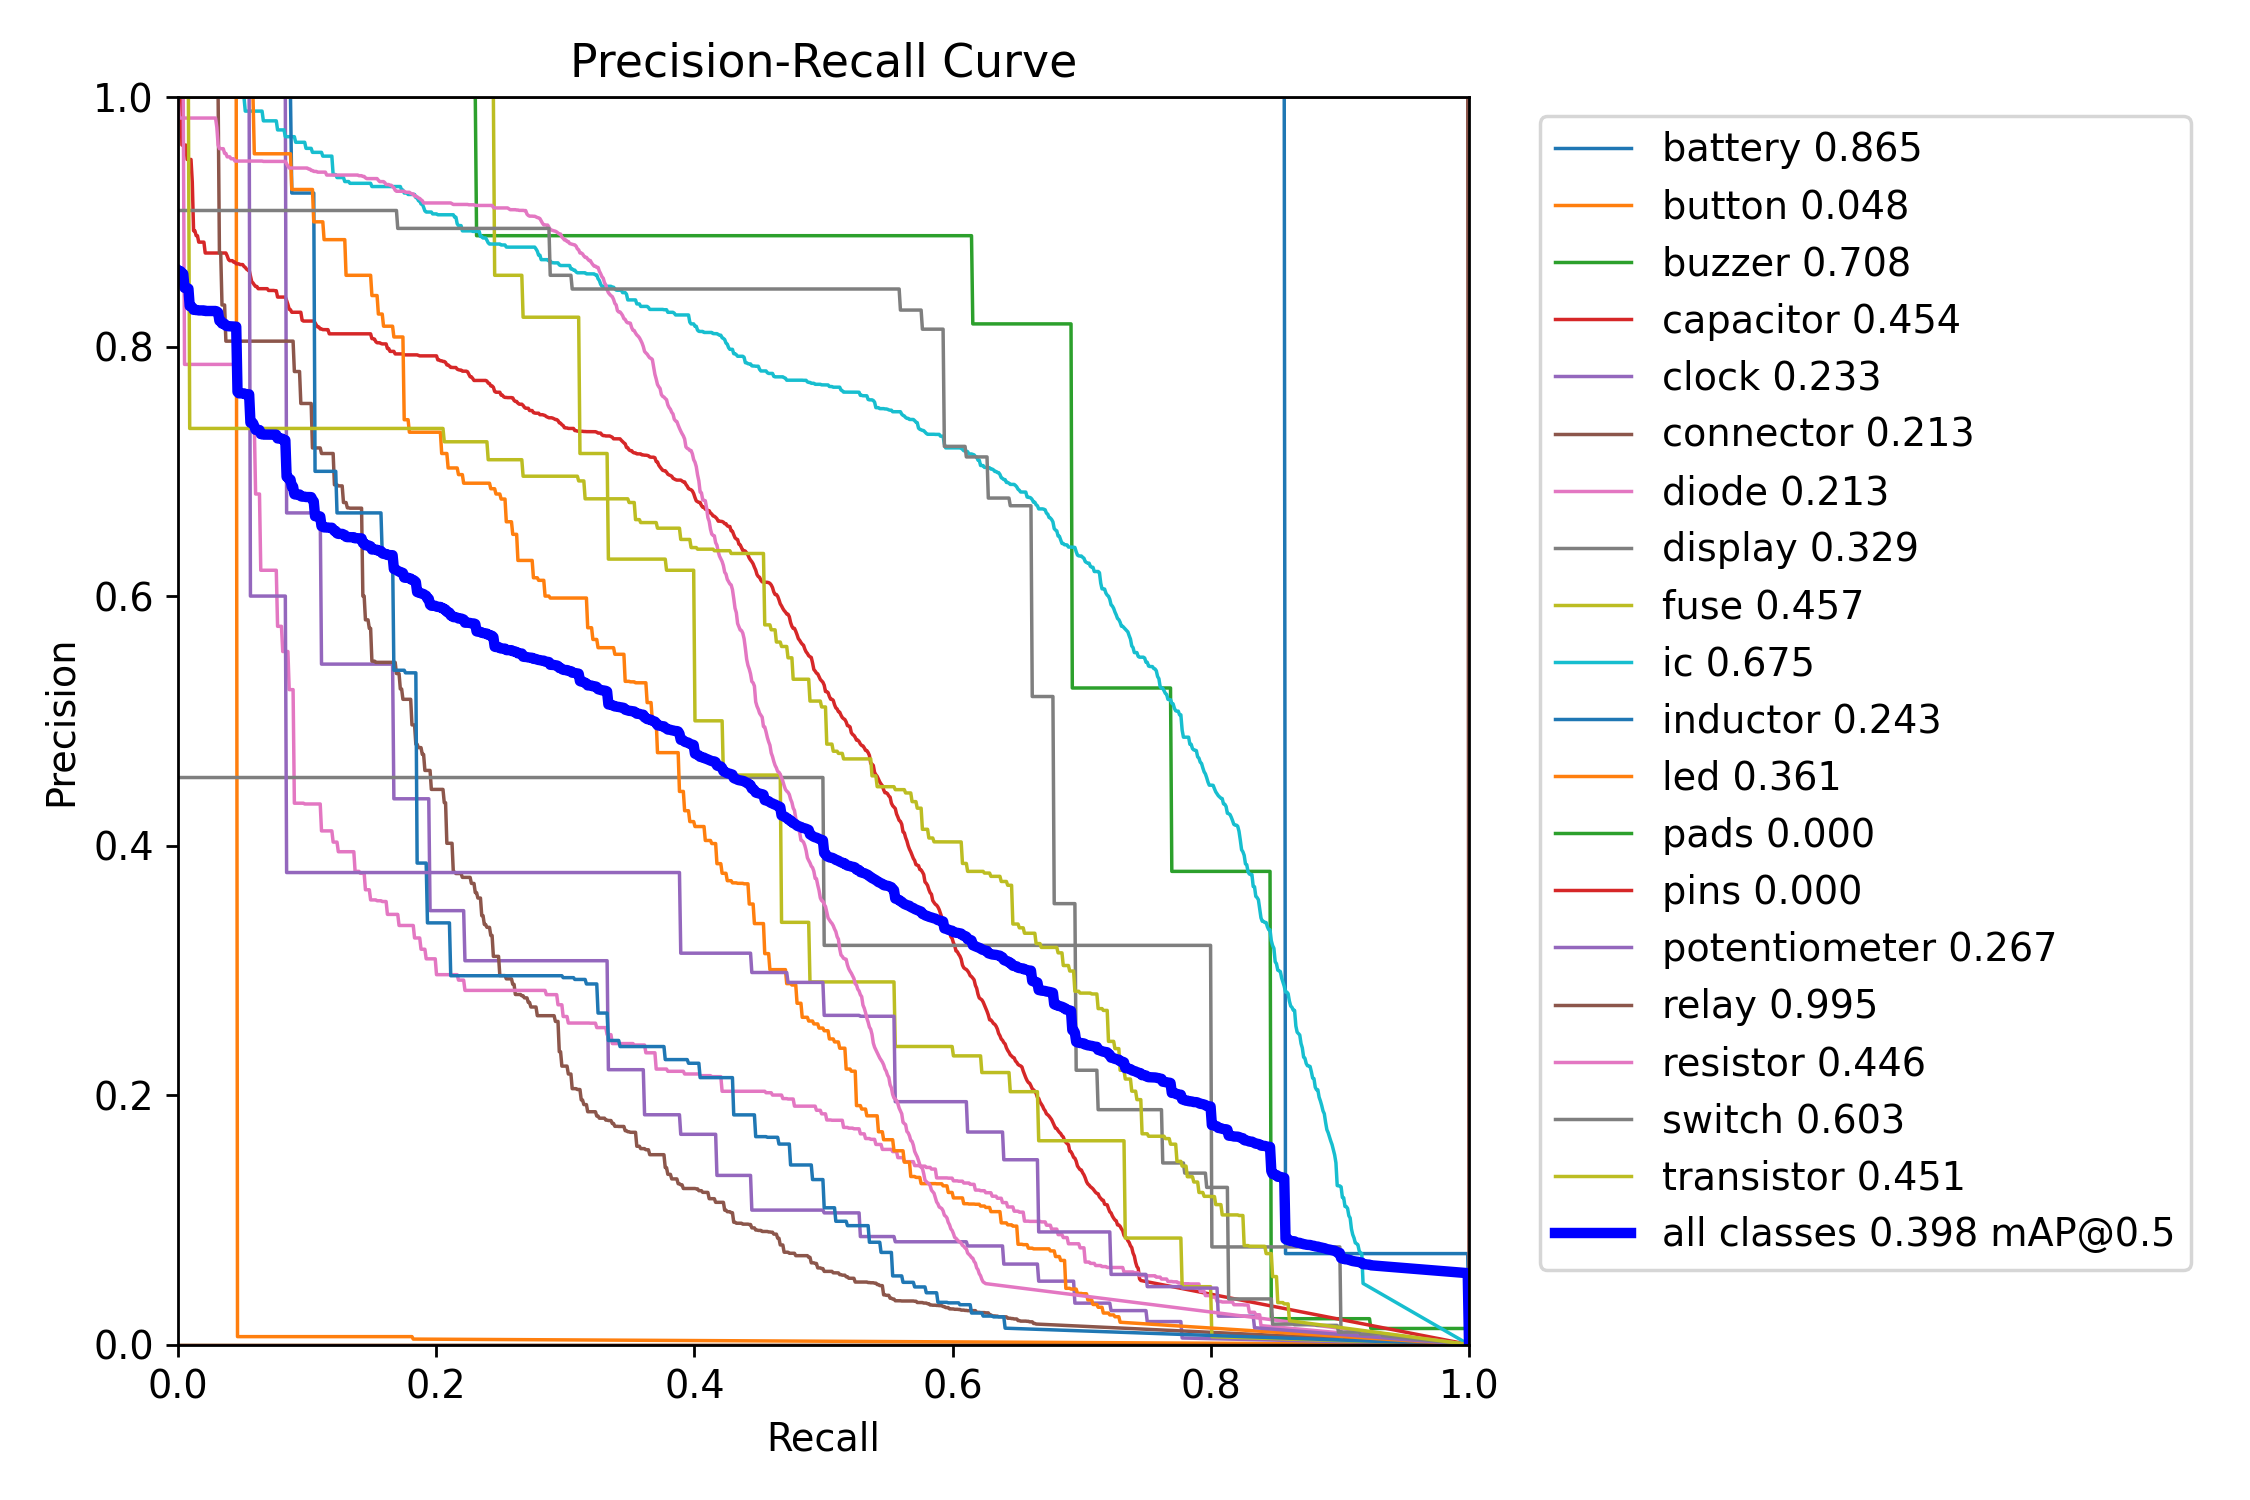 Precision-Recall Curve
1.0
0.8
0.6
0.4
0.2
0.0
Precision
0.0 0.2 0.4 0.6 0.8 1.0
Recall
battery 0.865
button 0.048
buzzer 0.708
capacitor 0.454
clock 0.233
connector 0.213
diode 0.213
display 0.329
fuse 0.457
ic 0.675
inductor 0.243
led 0.361
pads 0.000
pins 0.000
potentiometer 0.267
relay 0.995
resistor 0.446
switch 0.603
transistor 0.451
all classes 0.398 mAP@0.5